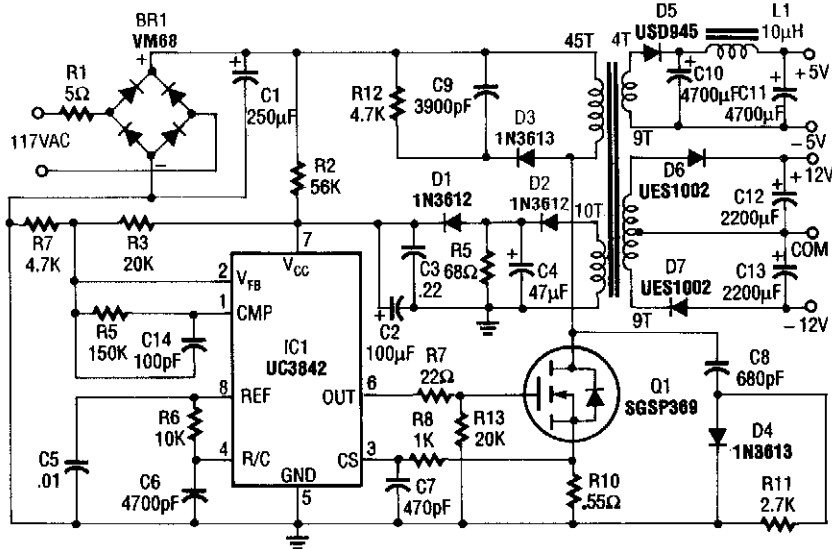 BR1
VM68
R1
5Ω
117VAC
+
−
+
C1
250µF
R12
4.7K
C9
3900pF
D3
1N3613
45T
4T
D5
USD945
L1
10µH
+
C10
4700µF
+
C11
4700µF
+5V
−5V
9T
D6
UES1002
+12V
+
C12
2200µF
COM
+
C13
2200µF
D7
UES1002
9T
−12V
R2
56K
D1
1N3612
D2
1N3612
10T
R7
4.7K
R3
20K
7
VCC
2
VFB
1
CMP
R5
150K
C14
100pF
IC1
UC3842
C3
.22
R5
68Ω
+
C4
47µF
+
C2
100µF
8
REF
OUT
6
R7
22Ω
Q1
SGSP369
C8
680pF
R6
10K
R8
1K
R13
20K
4
R/C
CS
3
D4
1N3613
C5
.01
C6
4700pF
GND
5
C7
470pF
R10
.55Ω
R11
2.7K